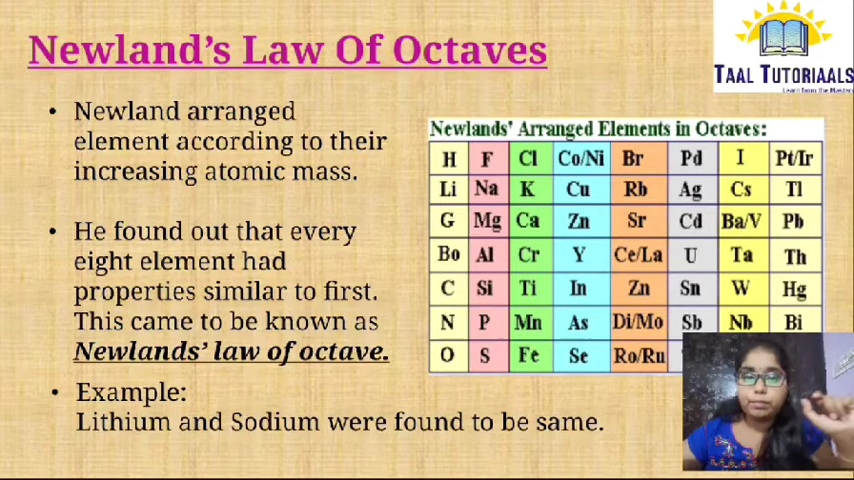 Newland's Law Of Octaves
TAAL TUTORIAALS
Learn from the Master
• Newland arranged
element according to their
increasing atomic mass.
• He found out that every
eight element had
properties similar to first.
This came to be known as
Newlands' law of octave.
• Example:
Lithium and Sodium were found to be same.
Newlands' Arranged Elements in Octaves:
H F Cl Co/Ni Br Pd I Pt/Ir
Li Na K Cu Rb Ag Cs Tl
G Mg Ca Zn Sr Cd Ba/V Pb
Bo Al Cr Y Ce/La U Ta Th
C Si Ti In Zn Sn W Hg
N P Mn As Di/Mo Sb Nb Bi
O S Fe Se Ro/Ru